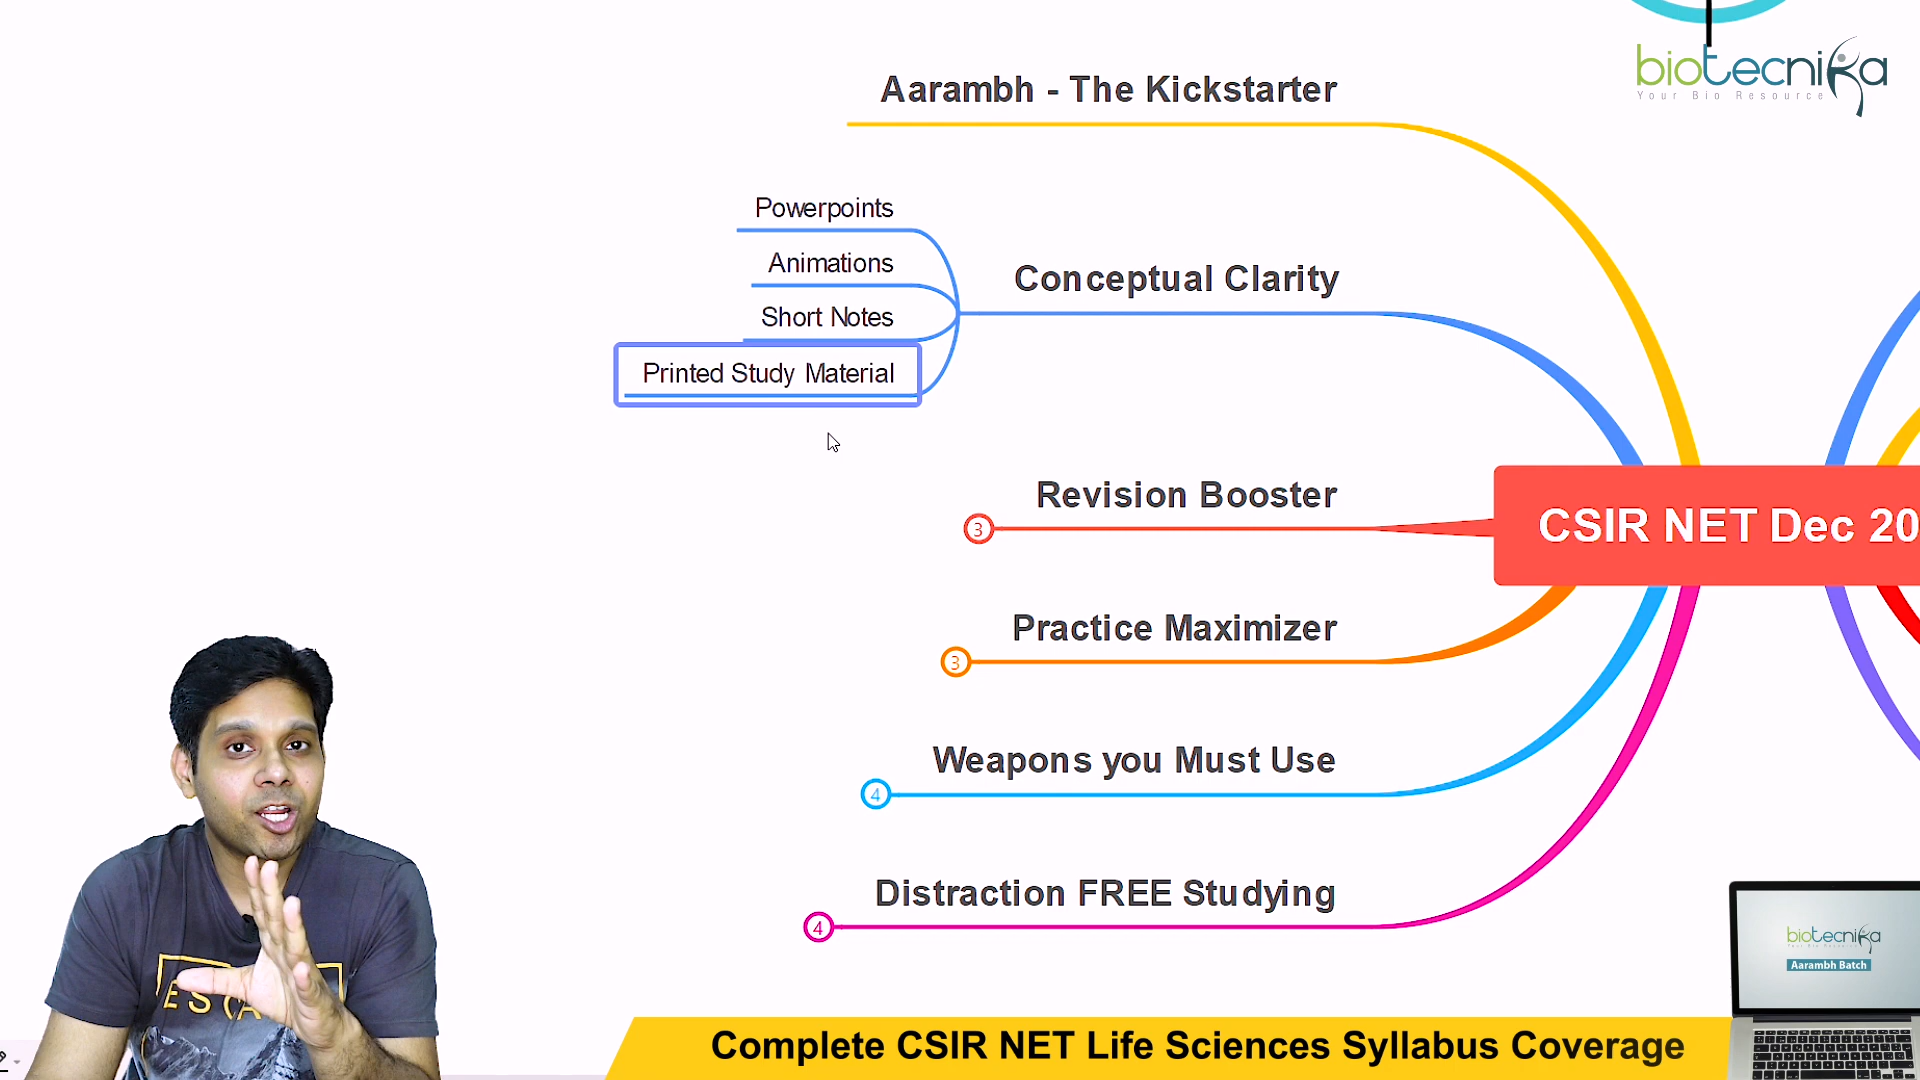 biotecnika
Your Bio Resource
Aarambh - The Kickstarter
Powerpoints
Animations
Short Notes
Printed Study Material
Conceptual Clarity
Revision Booster
3
CSIR NET Dec 20
Practice Maximizer
3
Weapons you Must Use
4
Distraction FREE Studying
4
biotecnika
Aarambh Batch
Complete CSIR NET Life Sciences Syllabus Coverage